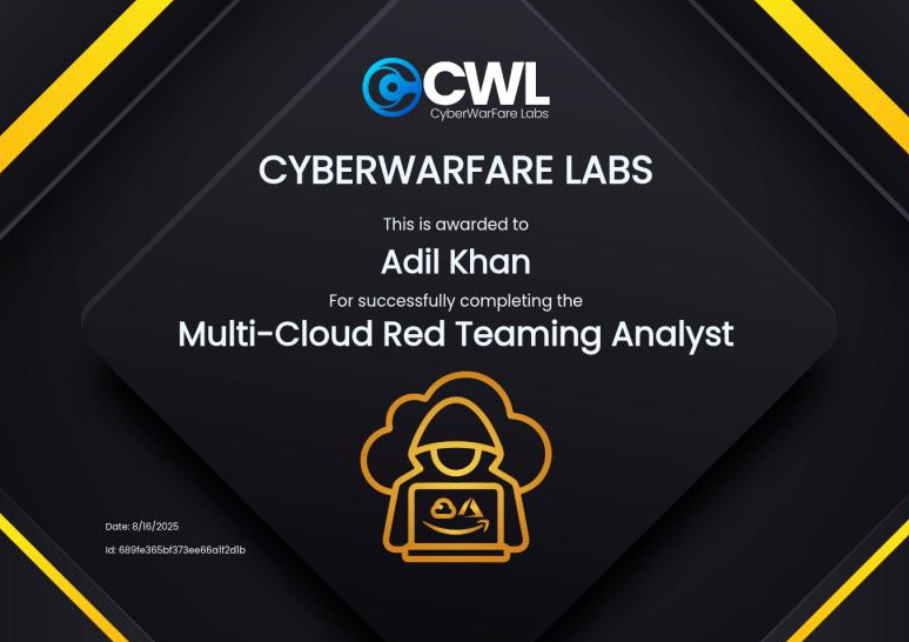 CWL
CyberWarFare Labs
CYBERWARFARE LABS
This is awarded to
Adil Khan
For successfully completing the
Multi-Cloud Red Teaming Analyst
Date: 8/16/2025
Id: 689fe365bf373ee66a1f2d1b